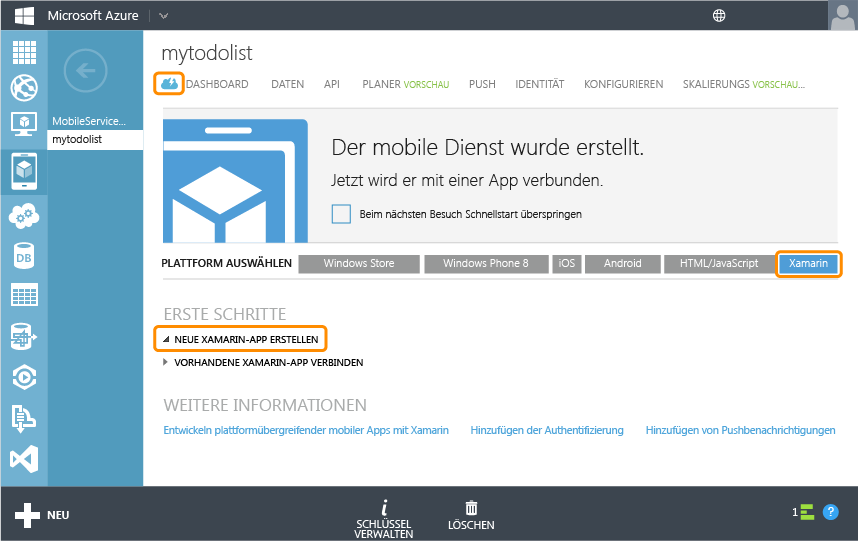 Microsoft Azure
mytodolist
DASHBOARD DATEN API PLANER VORSCHAU PUSH IDENTITÄT KONFIGURIEREN SKALIERUNGS VORSCHAU...
MobileService...
mytodolist
Der mobile Dienst wurde erstellt.
Jetzt wird er mit einer App verbunden.
Beim nächsten Besuch Schnellstart überspringen
DB
PLATTFORM AUSWÄHLEN Windows Store Windows Phone 8 iOS Android HTML/JavaScript Xamarin
ERSTE SCHRITTE
NEUE XAMARIN-APP ERSTELLEN
VORHANDENE XAMARIN-APP VERBINDEN
WEITERE INFORMATIONEN
Entwickeln plattformübergreifender mobiler Apps mit Xamarin Hinzufügen der Authentifizierung Hinzufügen von Pushbenachrichtigungen
NEU
SCHLÜSSEL
VERWALTEN
LÖSCHEN
1